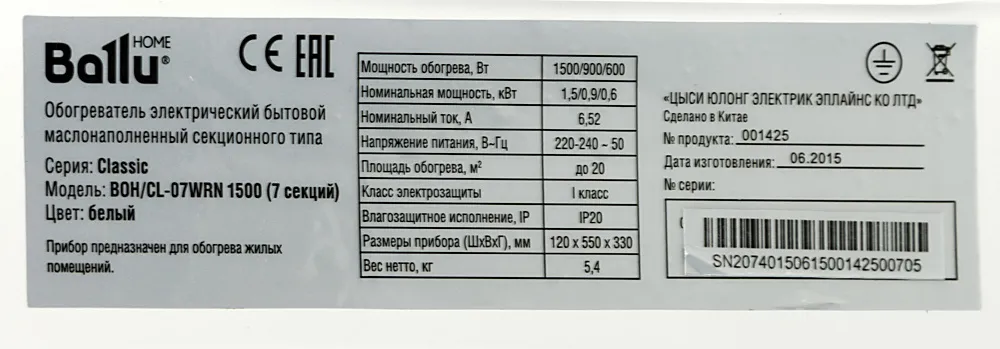 Ballu® HOME
CE EAC
Обогреватель электрический бытовой
маслонаполненный секционного типа
Серия: Classic
Модель: BOH/CL-07WRN 1500 (7 секций)
Цвет: белый
Прибор предназначен для обогрева жилых
помещений.
Мощность обогрева, Вт 1500/900/600
Номинальная мощность, кВт 1,5/0,9/0,6
Номинальный ток, А 6,52
Напряжение питания, В~Гц 220-240 ~ 50
Площадь обогрева, м² до 20
Класс электрозащиты I класс
Влагозащитное исполнение, IP IP20
Размеры прибора (ШхВхГ), мм 120 x 550 x 330
Вес нетто, кг 5,4
«ЦЫСИ ЮЛОНГ ЭЛЕКТРИК ЭПЛАЙНС КО ЛТД»
Сделано в Китае
№ продукта: 001425
Дата изготовления: 06.2015
№ серии:
SN2074015061500142500705